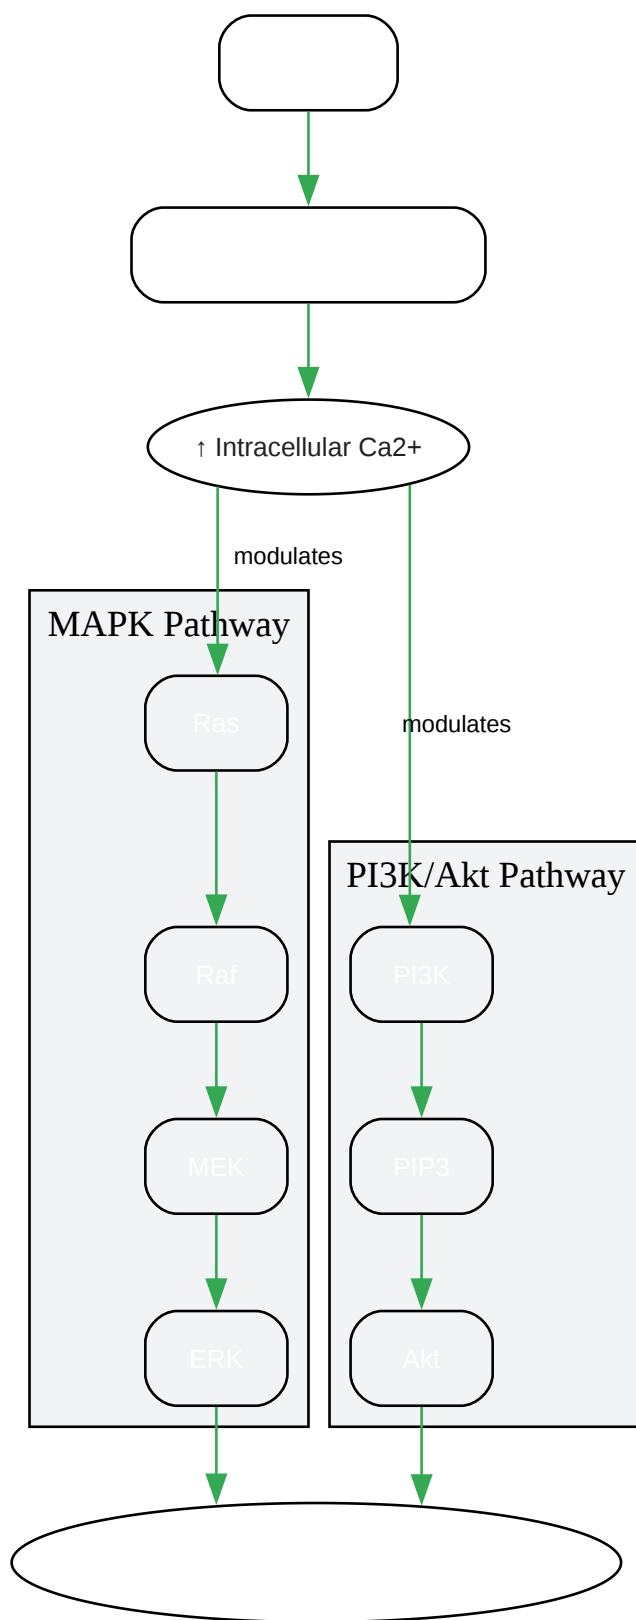 ↑ Intracellular Ca2+
modulates
MAPK Pathway
Ras
modulates
PI3K/Akt Pathway
Raf
PI3K
MEK
PIP3
ERK
Akt